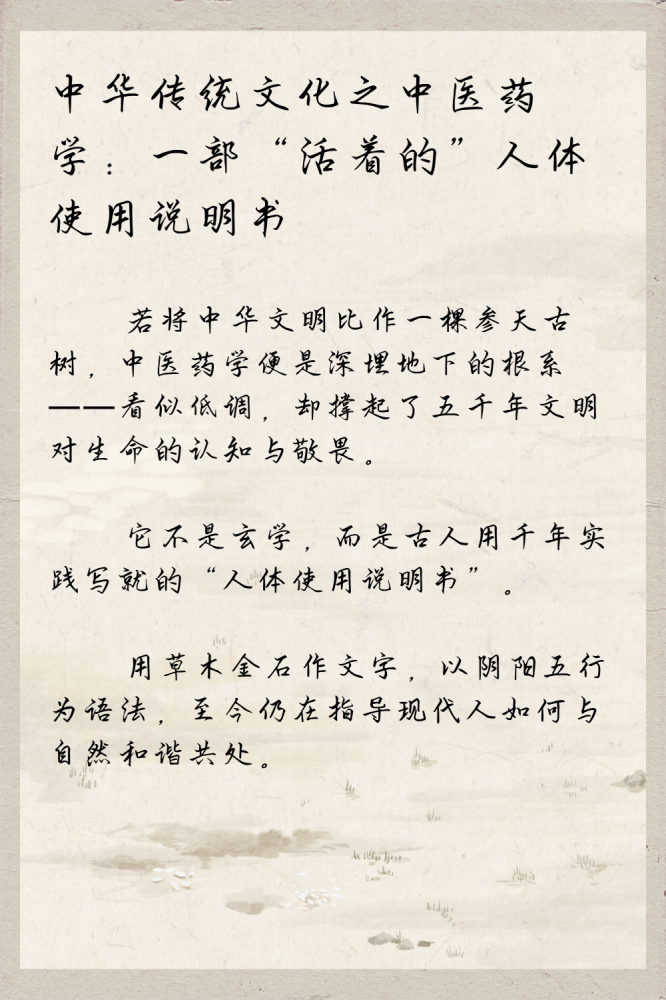 中华传统文化之中医药
学：一部“活着的”人体
使用说明书
若将中华文明比作一棵参天古
树，中医药学便是深埋地下的根系
——看似低调，却撑起了五千年文明
对生命的认知与敬畏。
它不是玄学，而是古人用千年实
践写就的“人体使用说明书”。
用草木金石作文字，以阴阳五行
为语法，至今仍在指导现代人如何与
自然和谐共处。